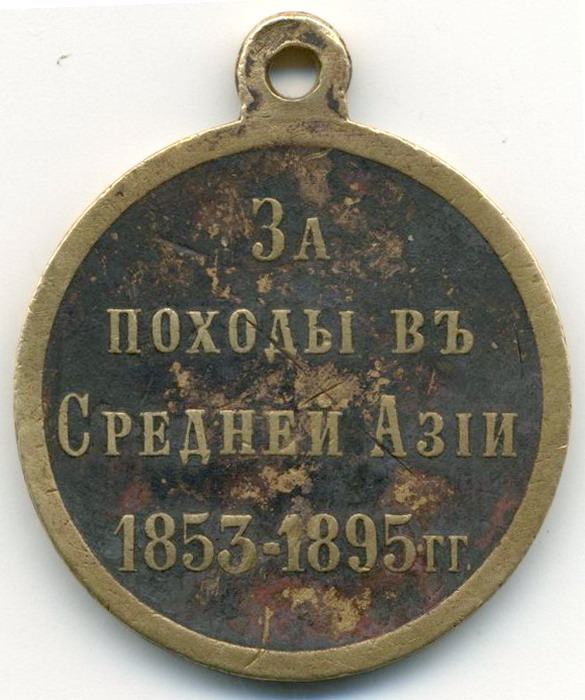 За
походы въ
Средней Азіи
1853-1895гг.